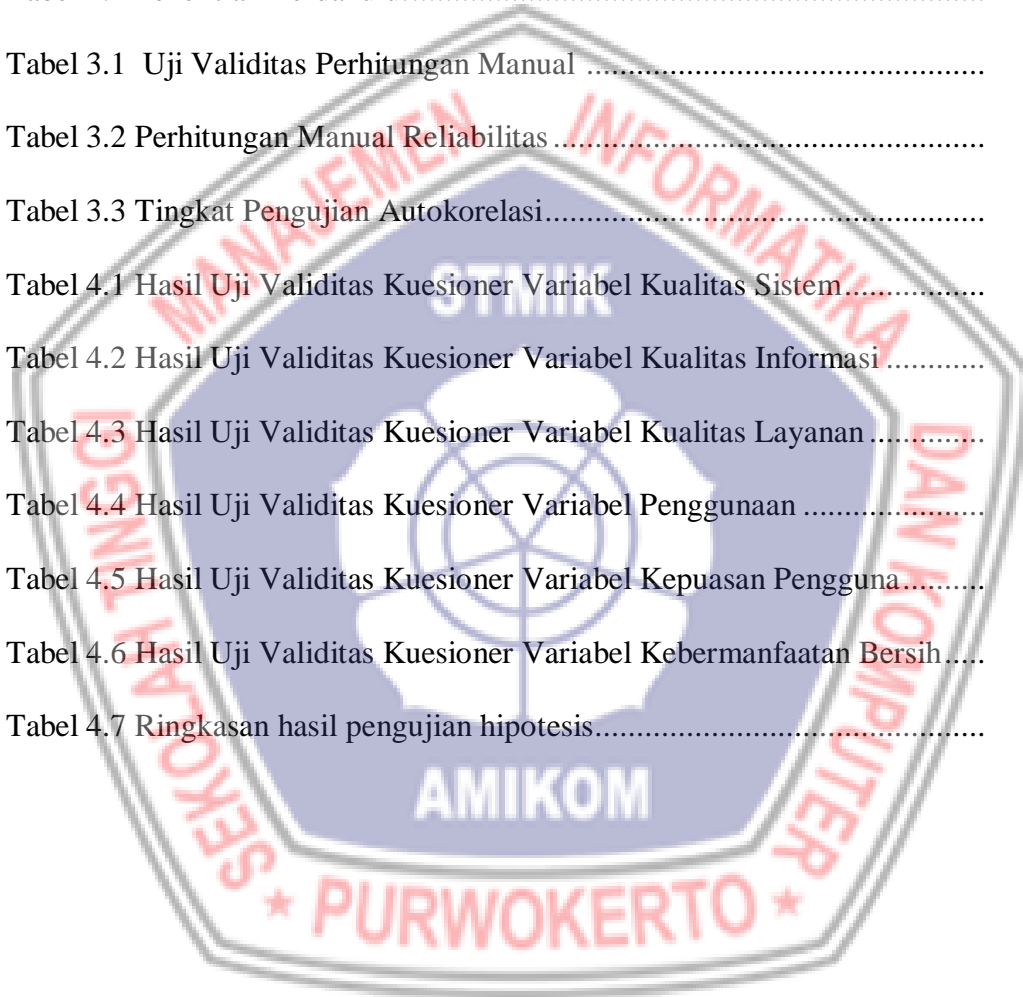 Tabel 3.1 Uji Validitas Perhitungan Manual ..........................................
Tabel 3.2 Perhitungan Manual Reliabilitas ..............................................
Tabel 3.3 Tingkat Pengujian Autokorelasi...............................................
Tabel 4.1 Hasil Uji Validitas Kuesioner Variabel Kualitas Sistem...............
Tabel 4.2 Hasil Uji Validitas Kuesioner Variabel Kualitas Informasi ..........
Tabel 4.3 Hasil Uji Validitas Kuesioner Variabel Kualitas Layanan ............
Tabel 4.4 Hasil Uji Validitas Kuesioner Variabel Penggunaan ...................
Tabel 4.5 Hasil Uji Validitas Kuesioner Variabel Kepuasan Pengguna.........
Tabel 4.6 Hasil Uji Validitas Kuesioner Variabel Kebermanfaatan Bersih.....
Tabel 4.7 Ringkasan hasil pengujian hipotesis.........................................
SEKOLAH TINGGI
MANAJEMEN INFORMATIKA
DAN KOMPUTER
STMIK
AMIKOM
* PURWOKERTO *